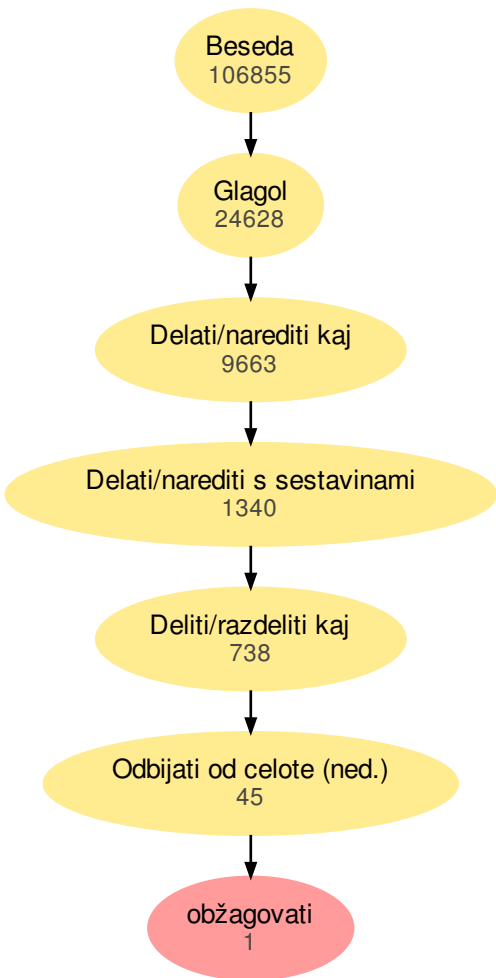 Beseda
106855
Glagol
24628
Delati/narediti kaj
9663
Delati/narediti s sestavinami
1340
Deliti/razdeliti kaj
738
Odbijati od celote (ned.)
45
obžagovati
1